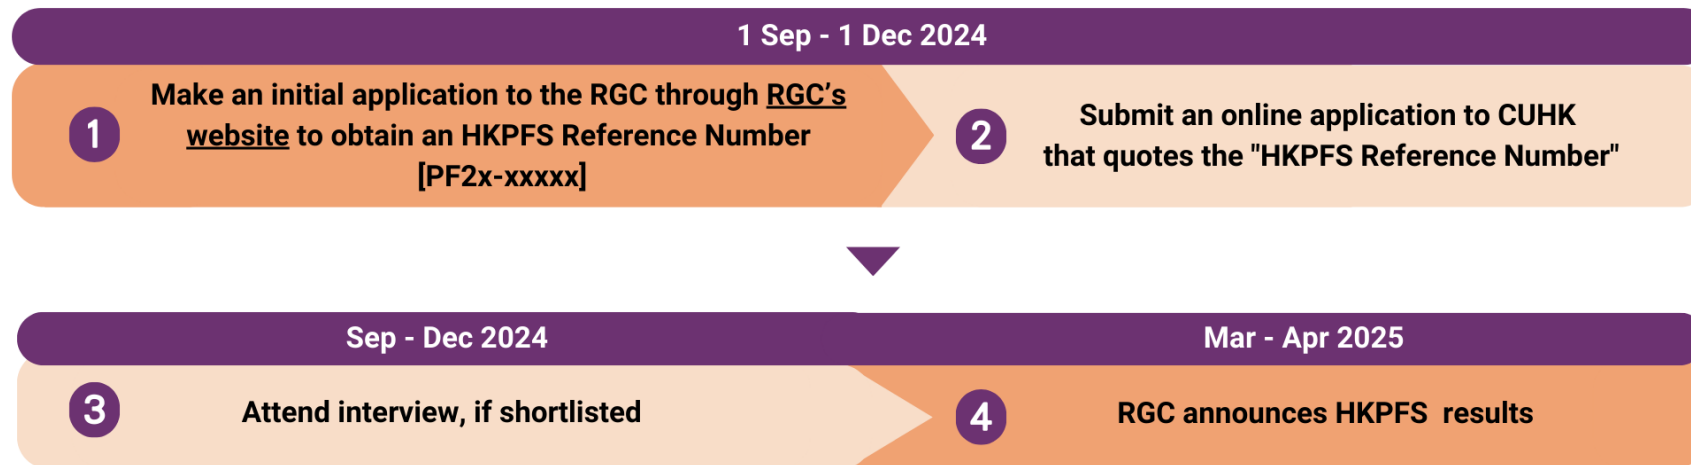 1 Sep - 1 Dec 2024
1
Make an initial application to the RGC through RGC's
website to obtain an HKPFS Reference Number
[PF2x-xxxxx]
2
Submit an online application to CUHK
that quotes the "HKPFS Reference Number"
Sep - Dec 2024
3
Attend interview, if shortlisted
Mar - Apr 2025
4
RGC announces HKPFS results